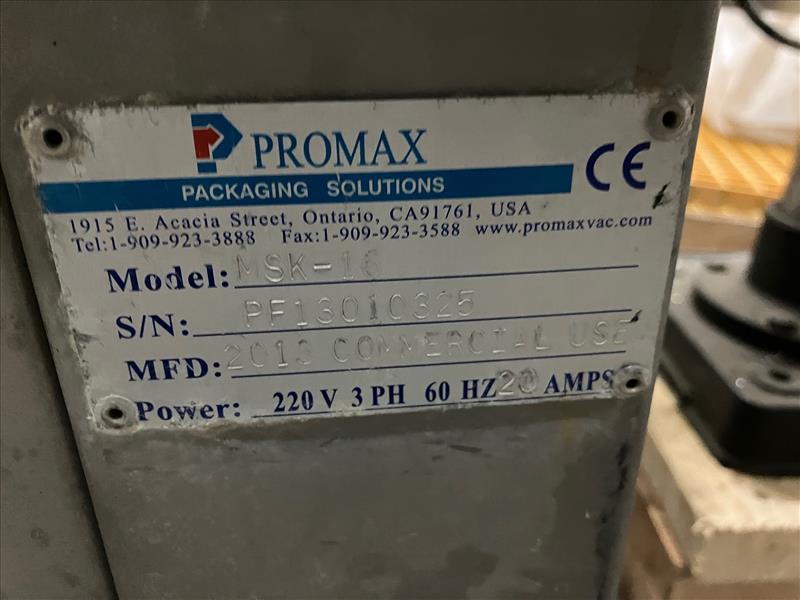 PROMAX
CE
PACKAGING SOLUTIONS
1915 E. Acacia Street, Ontario, CA91761, USA
Tel:1-909-923-3888 Fax:1-909-923-3588 www.promaxvac.com
Model: MSK-16
S/N: PF13010325
MFD: 2013 COMMERCIAL USE
Power: 220 V 3 PH 60 HZ 20 AMPS